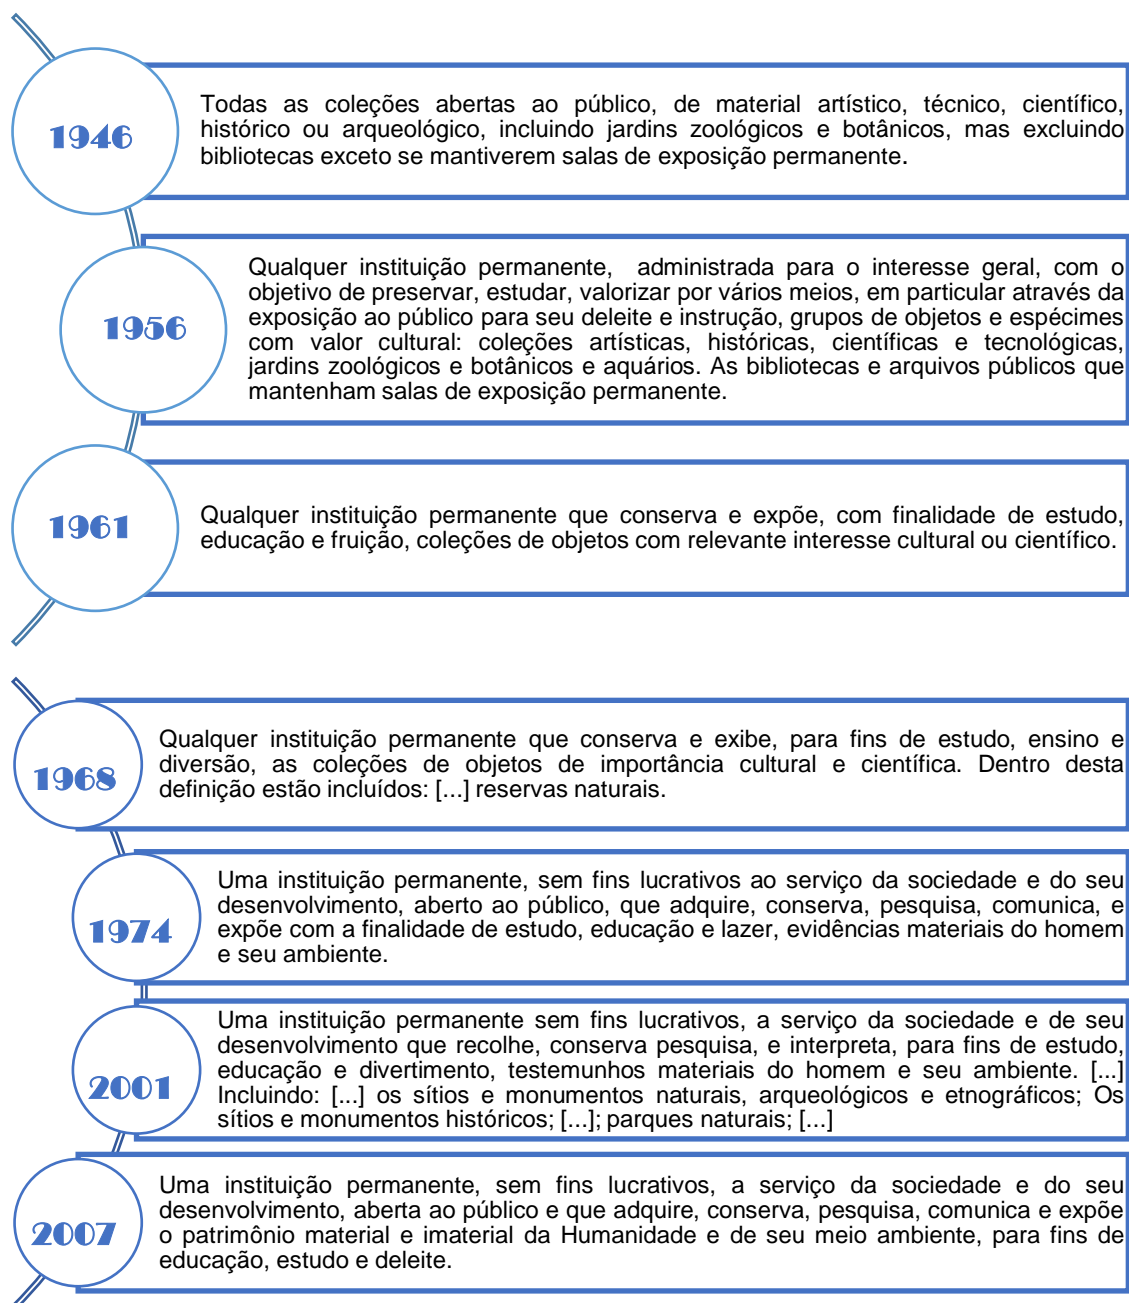 1946
Todas as coleções abertas ao público, de material artístico, técnico, científico,
histórico ou arqueológico, incluindo jardins zoológicos e botânicos, mas excluindo
bibliotecas exceto se mantiverem salas de exposição permanente.
1956
Qualquer instituição permanente, administrada para o interesse geral, com o
objetivo de preservar, estudar, valorizar por vários meios, em particular através da
exposição ao público para seu deleite e instrução, grupos de objetos e espécimes
com valor cultural: coleções artísticas, históricas, científicas e tecnológicas,
jardins zoológicos e botânicos e aquários. As bibliotecas e arquivos públicos que
mantenham salas de exposição permanente.
1961
Qualquer instituição permanente que conserva e expõe, com finalidade de estudo,
educação e fruição, coleções de objetos com relevante interesse cultural ou científico.
1968
Qualquer instituição permanente que conserva e exibe, para fins de estudo, ensino e
diversão, as coleções de objetos de importância cultural e científica. Dentro desta
definição estão incluídos: [...] reservas naturais.
1974
Uma instituição permanente, sem fins lucrativos ao serviço da sociedade e do seu
desenvolvimento, aberto ao público, que adquire, conserva, pesquisa, comunica, e
expõe com a finalidade de estudo, educação e lazer, evidências materiais do homem
e seu ambiente.
2001
Uma instituição permanente sem fins lucrativos, a serviço da sociedade e de seu
desenvolvimento que recolhe, conserva pesquisa, e interpreta, para fins de estudo,
educação e divertimento, testemunhos materiais do homem e seu ambiente. [...]
Incluindo: [...] os sítios e monumentos naturais, arqueológicos e etnográficos; Os
sítios e monumentos históricos; [...]; parques naturais; [...]
2007
Uma instituição permanente, sem fins lucrativos, a serviço da sociedade e do seu
desenvolvimento, aberta ao público e que adquire, conserva, pesquisa, comunica e expõe
o patrimônio material e imaterial da Humanidade e de seu meio ambiente, para fins de
educação, estudo e deleite.